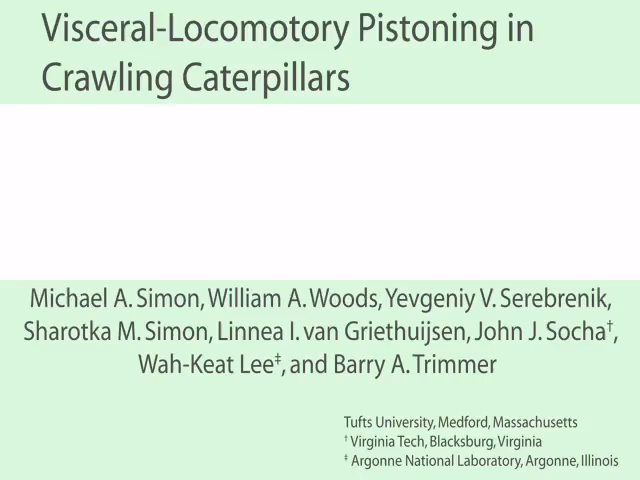 Visceral-Locomotory Pistoning in
Crawling Caterpillars
Michael A. Simon, William A. Woods, Yevgeniy V. Serebrenik,
Sharotka M. Simon, Linnea I. van Griethuijsen, John J. Socha†,
Wah-Keat Lee‡, and Barry A. Trimmer
Tufts University, Medford, Massachusetts
† Virginia Tech, Blacksburg, Virginia
‡ Argonne National Laboratory, Argonne, Illinois